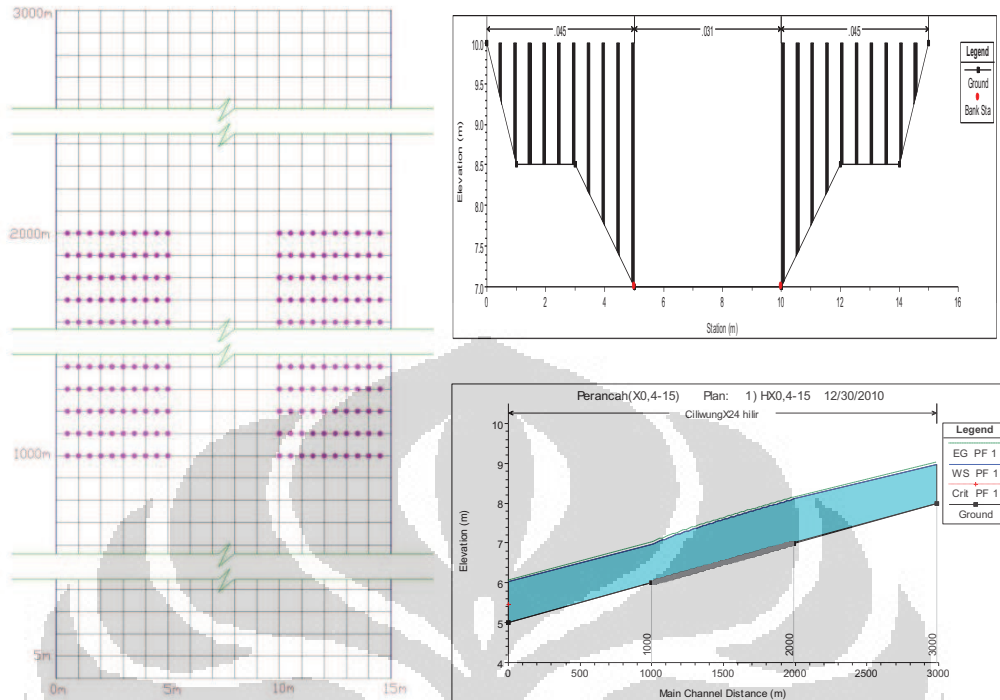 3000m
2000m
1000m
5m
0m 5m 10m 15m
.045 .031 .045
Elevation (m)
10.0
9.5
9.0
8.5
8.0
7.5
7.0
0 2 4 6 8 10 12 14 16
Station (m)
Legend
Ground
Bank Sta
Perancah(X0,4-15) Plan: 1) HX0,4-15 12/30/2010
CiliwungX24 hilir
Elevation (m)
10
9
8
7
6
5
4
1000
2000
3000
0 500 1000 1500 2000 2500 3000
Main Channel Distance (m)
Legend
EG PF 1
WS PF 1
Crit PF 1
Ground